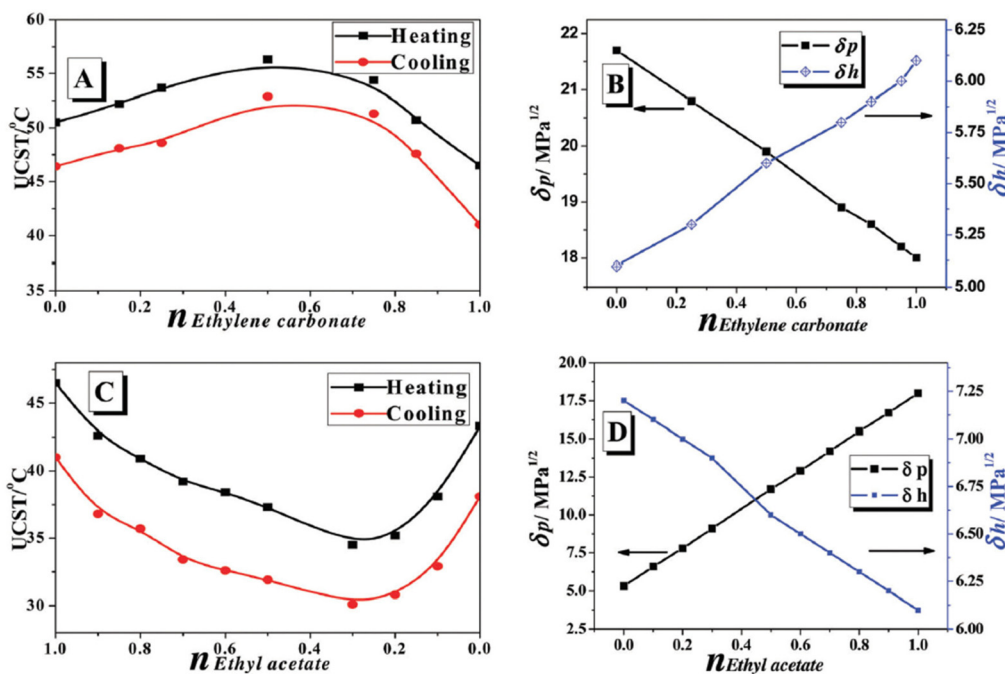 A
Heating
Cooling
UCST/°C
60
55
50
45
40
35
0.0 0.2 0.4 0.6 0.8 1.0
n Ethylene carbonate
B
δp
δh
δp/ MPa1/2
22
21
20
19
18
δh/ MPa1/2
6.25
6.00
5.75
5.50
5.25
5.00
0.0 0.2 0.4 0.6 0.8 1.0
n Ethylene carbonate
C
Heating
Cooling
UCST/°C
45
40
35
30
1.0 0.8 0.6 0.4 0.2 0.0
n Ethyl acetate
D
δ p
δ h
δp/ MPa1/2
20.0
17.5
15.0
12.5
10.0
7.5
5.0
2.5
δh/ MPa1/2
7.25
7.00
6.75
6.50
6.25
6.00
0.0 0.2 0.4 0.6 0.8 1.0
n Ethyl acetate